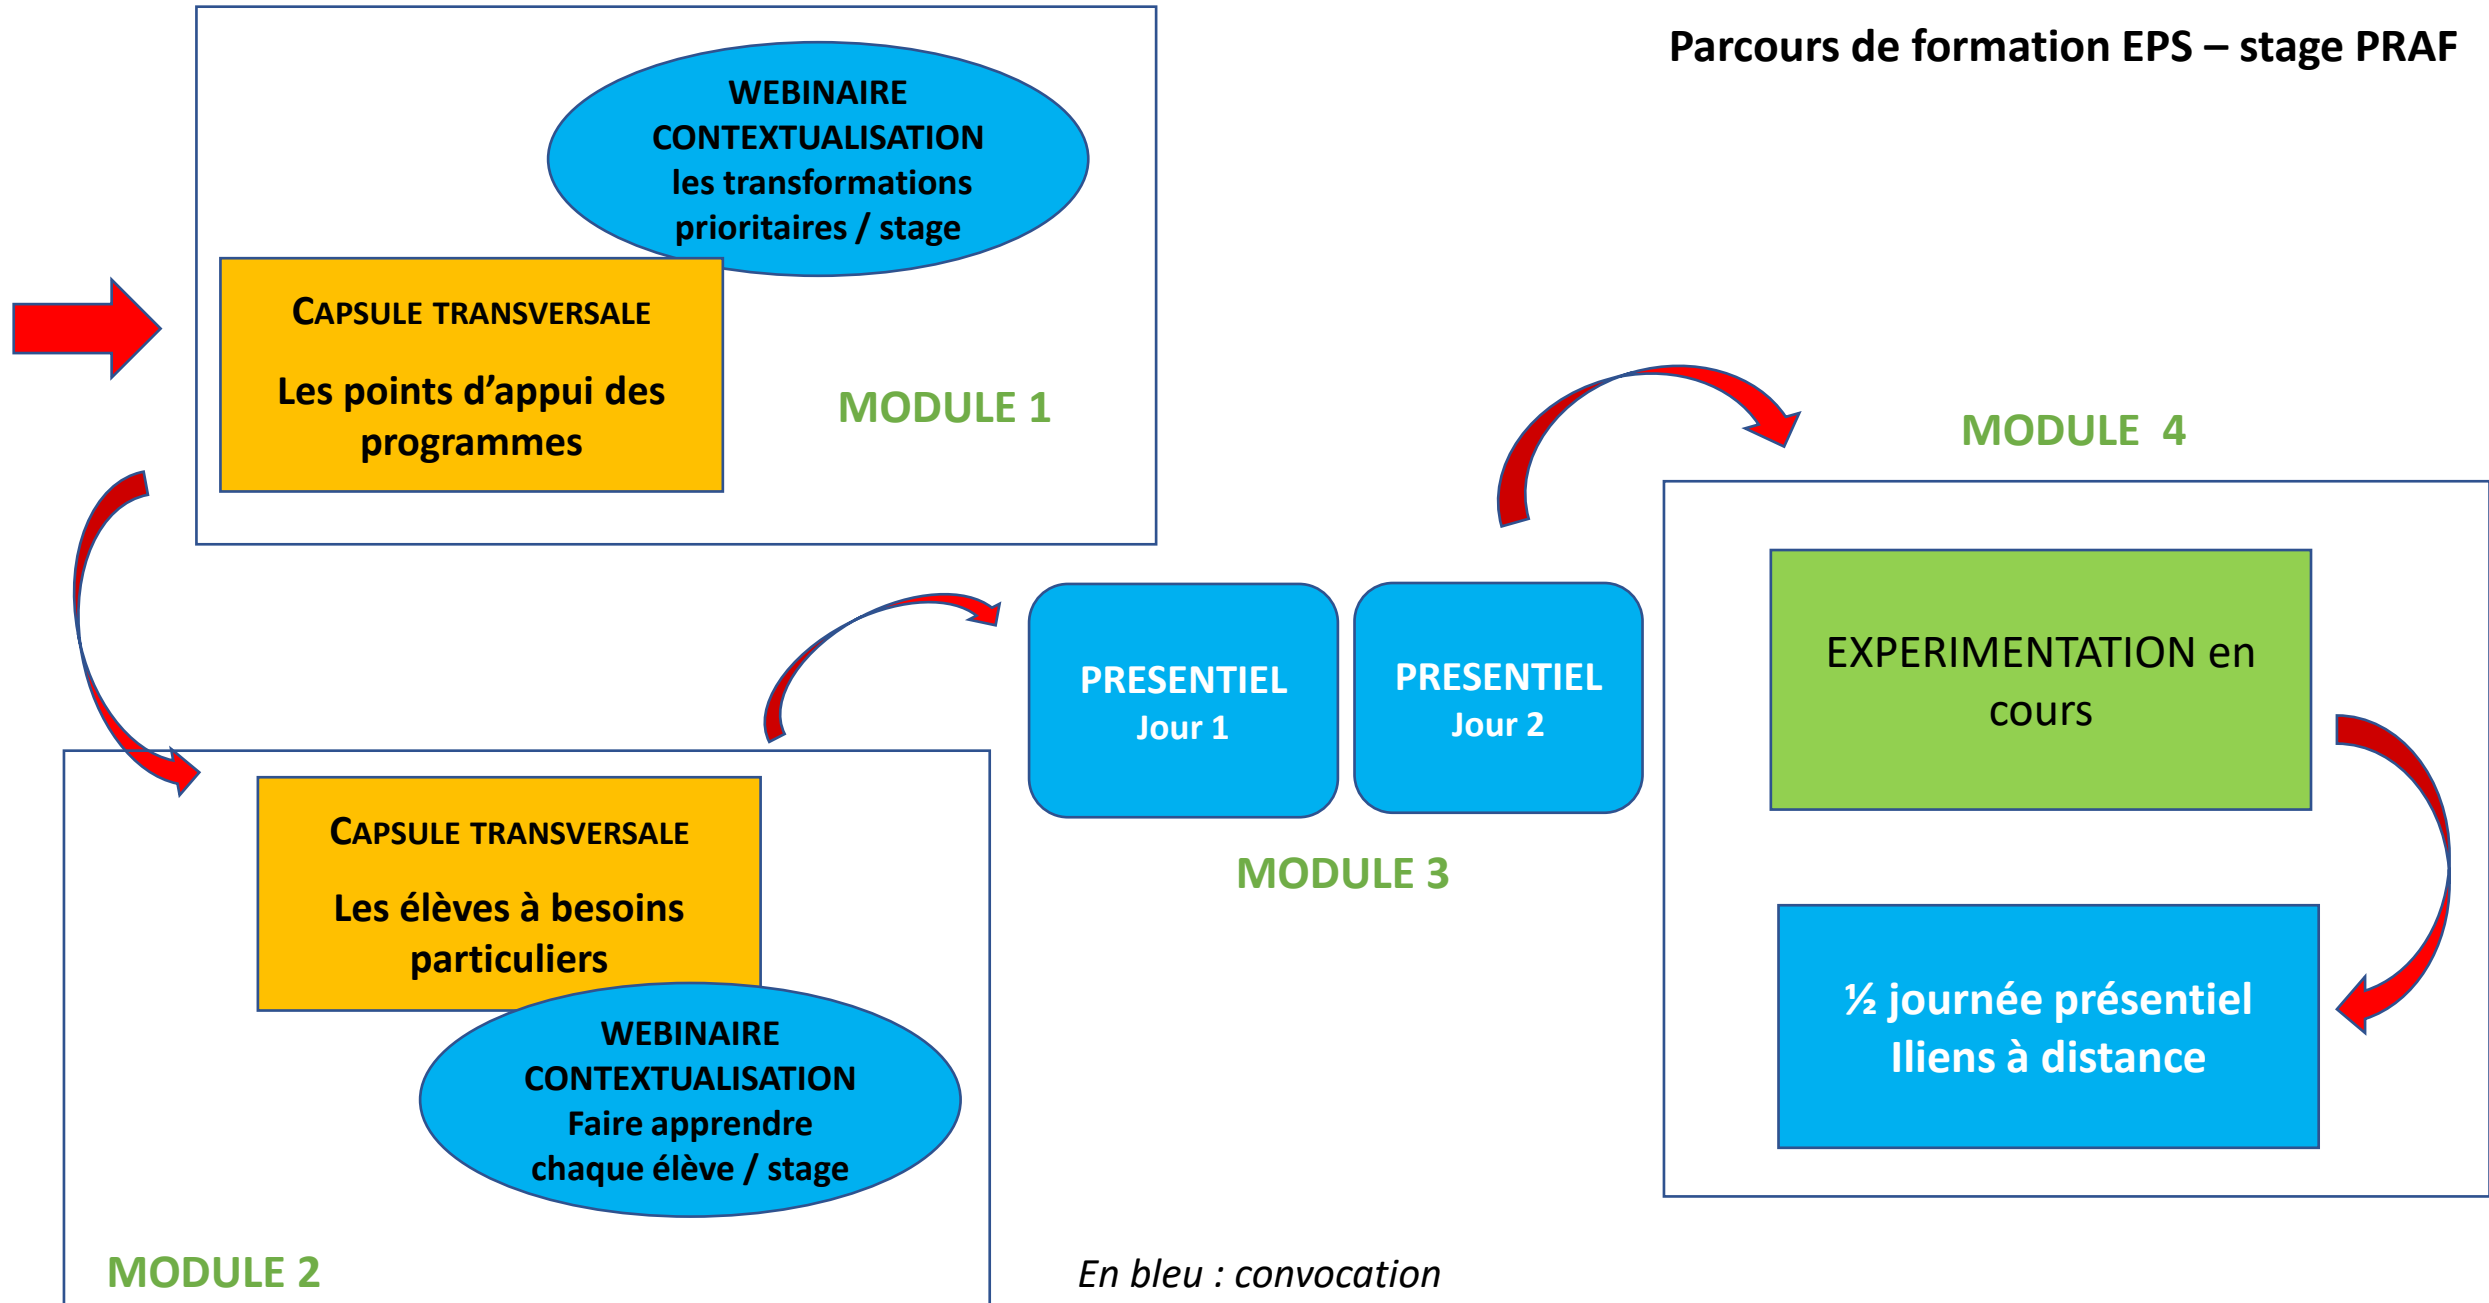 Parcours de formation EPS – stage PRAF
WEBINAIRE
CONTEXTUALISATION
les transformations
prioritaires / stage
CAPSULE TRANSVERSALE
Les points d’appui des
programmes
MODULE 1
CAPSULE TRANSVERSALE
Les élèves à besoins
particuliers
WEBINAIRE
CONTEXTUALISATION
Faire apprendre
chaque élève / stage
MODULE 2
PRESENTIEL
Jour 1
PRESENTIEL
Jour 2
MODULE 3
MODULE 4
EXPERIMENTATION en
cours
½ journée présentiel
Iliens à distance
En bleu : convocation